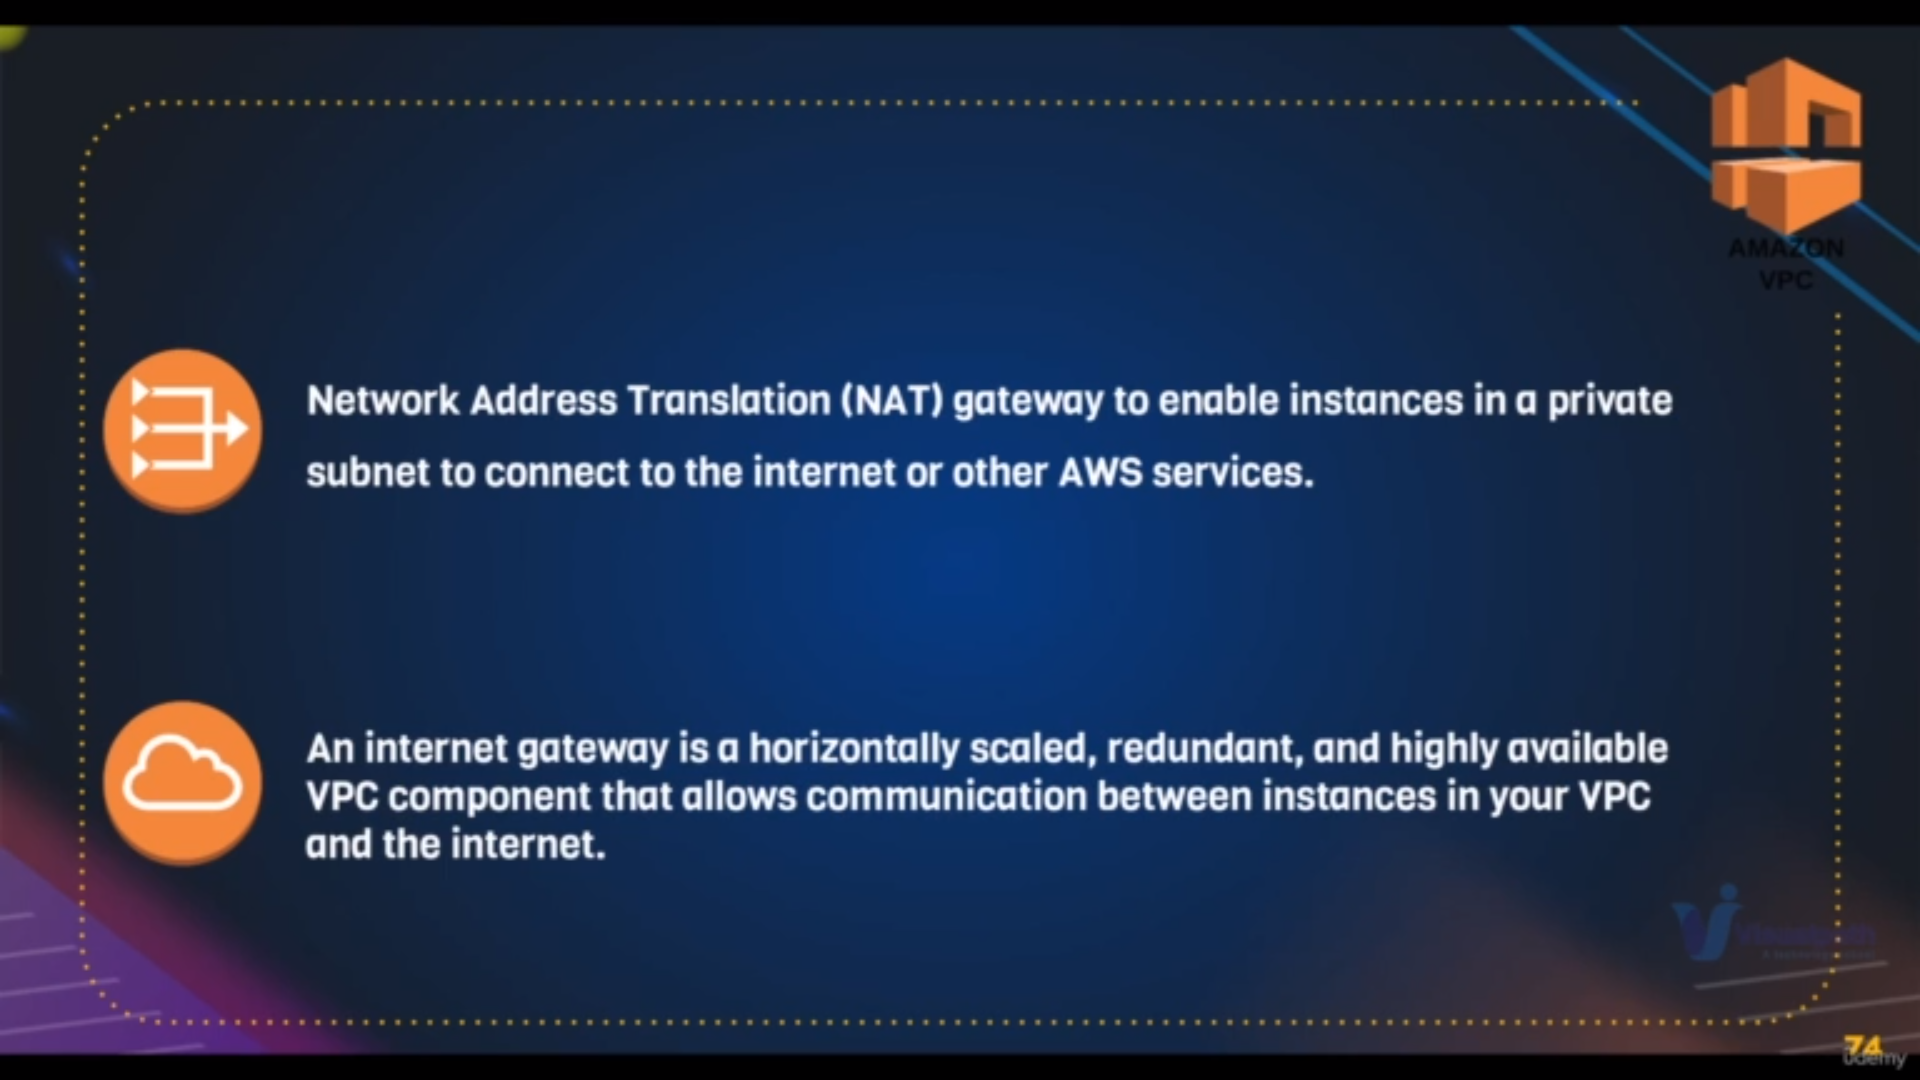 AMAZON
VPC
Network Address Translation (NAT) gateway to enable instances in a private
subnet to connect to the internet or other AWS services.
An internet gateway is a horizontally scaled, redundant, and highly available
VPC component that allows communication between instances in your VPC
and the internet.
74
udemy